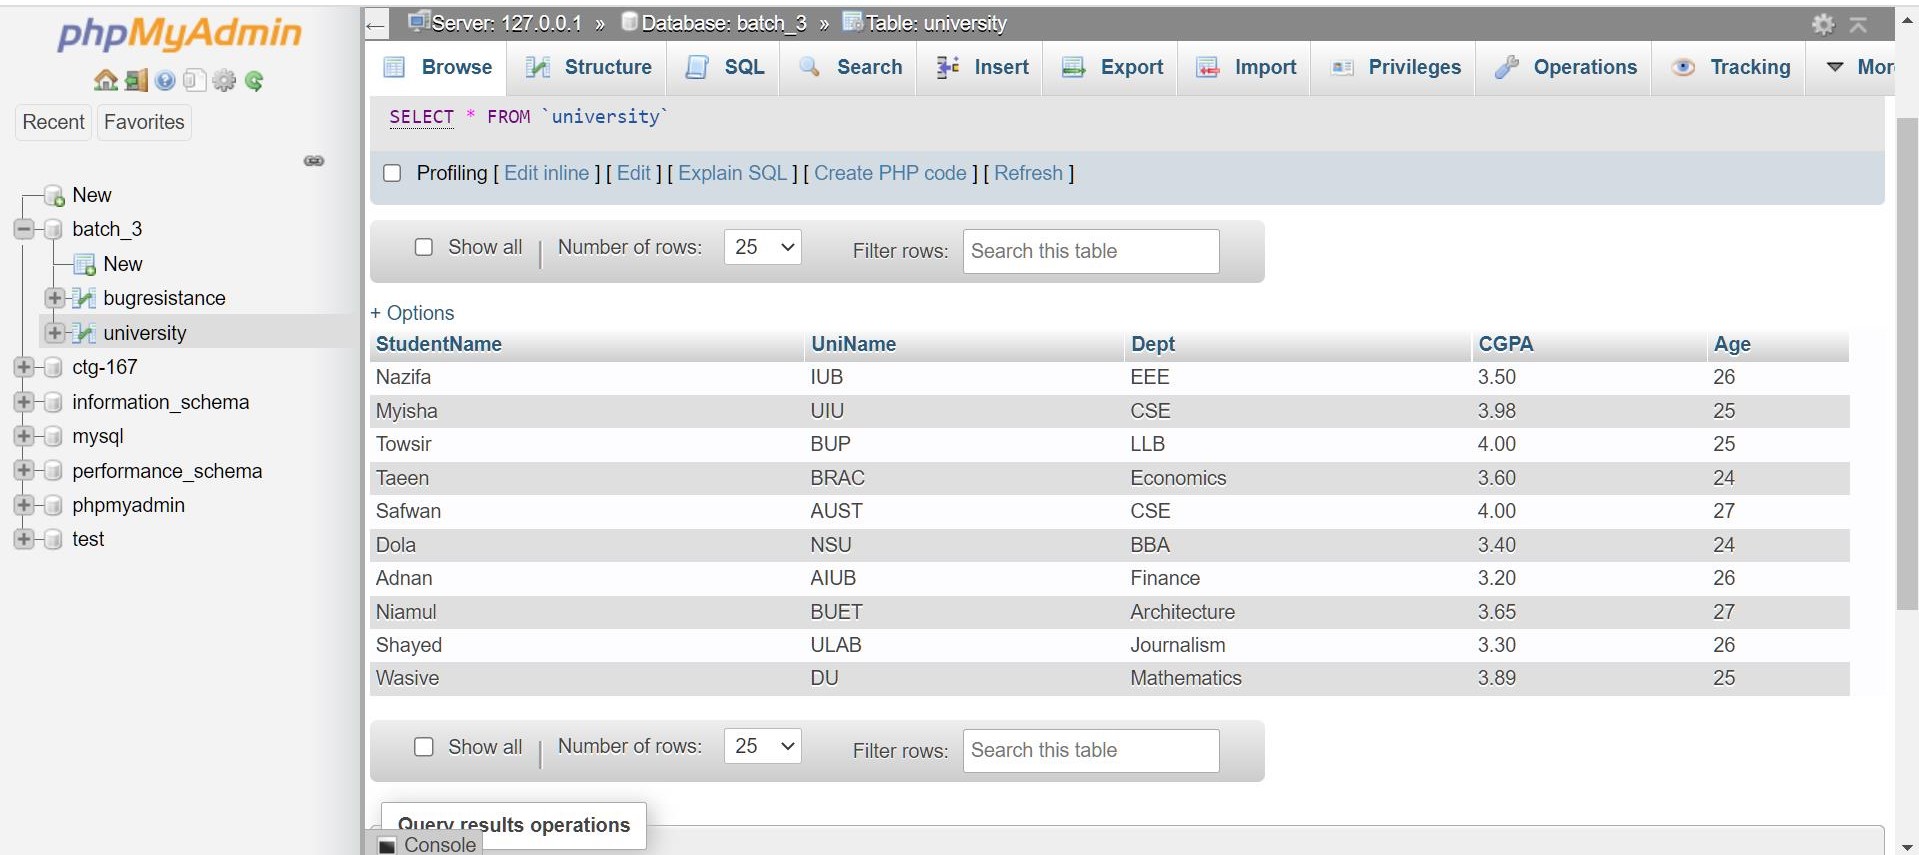 phpMyAdmin
Recent Favorites
New
batch_3
New
bugresistance
university
ctg-167
information_schema
mysql
performance_schema
phpmyadmin
test
Server: 127.0.0.1 » Database: batch_3 » Table: university
Browse Structure SQL Search Insert Export Import Privileges Operations Tracking Mor
SELECT * FROM `university`
Profiling [ Edit inline ] [ Edit ] [ Explain SQL ] [ Create PHP code ] [ Refresh ]
Show all | Number of rows: 25 Filter rows: Search this table
+ Options
StudentName UniName Dept CGPA Age
Nazifa IUB EEE 3.50 26
Myisha UIU CSE 3.98 25
Towsir BUP LLB 4.00 25
Taeen BRAC Economics 3.60 24
Safwan AUST CSE 4.00 27
Dola NSU BBA 3.40 24
Adnan AIUB Finance 3.20 26
Niamul BUET Architecture 3.65 27
Shayed ULAB Journalism 3.30 26
Wasive DU Mathematics 3.89 25
Show all | Number of rows: 25 Filter rows: Search this table
Query results operations
Console